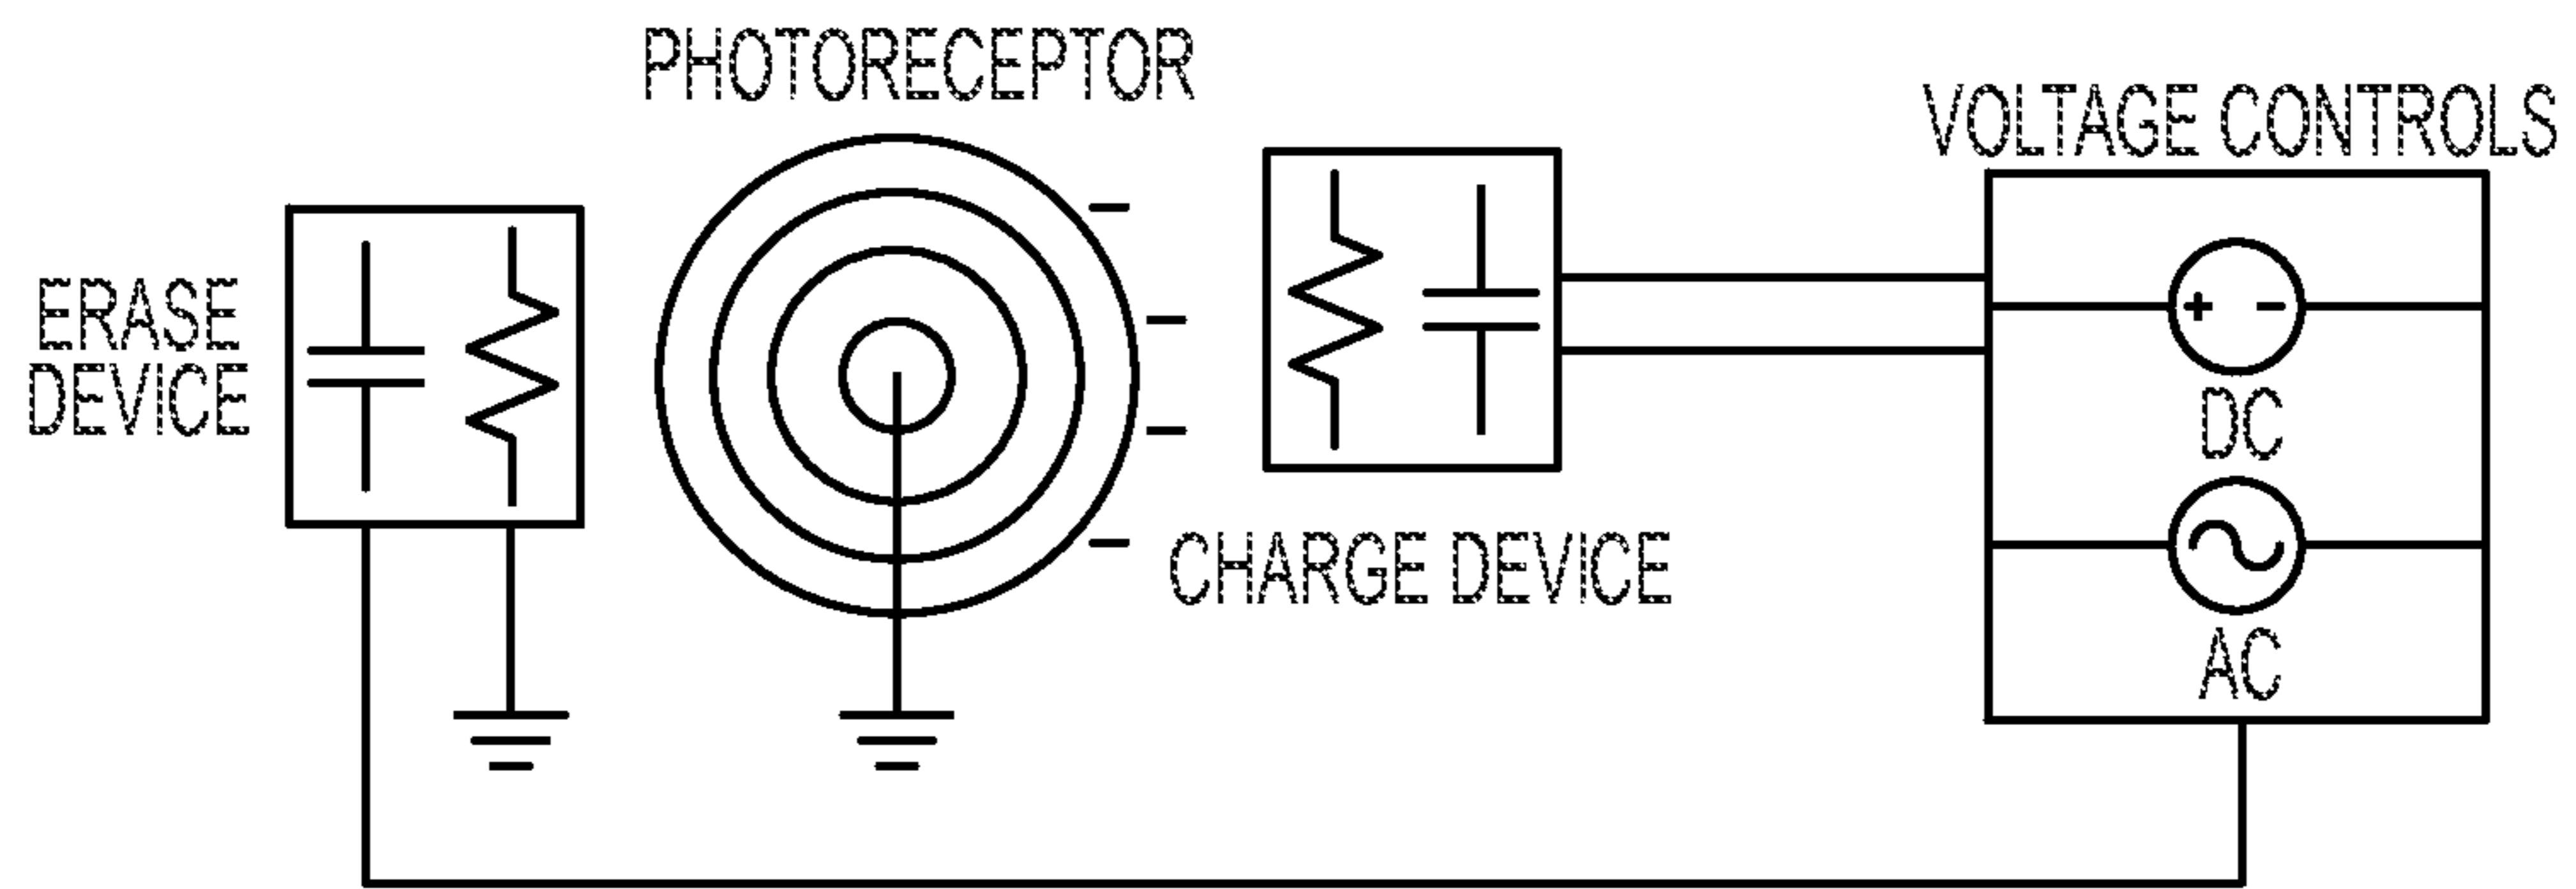 PHOTORECEPTOR
VOLTAGE CONTROLS
ERASE
DEVICE
+ −
DC
CHARGE DEVICE
AC